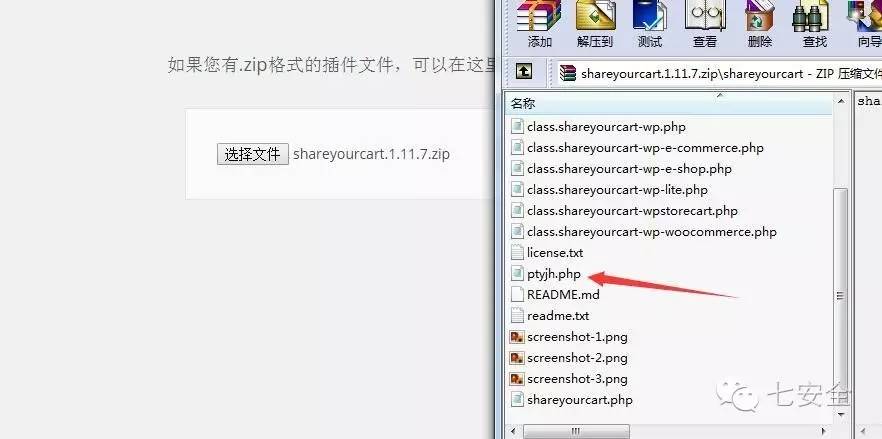 如果您有.zip格式的插件文件，可以在这里
选择文件 shareyourcart.1.11.7.zip
添加 解压到 测试 查看 删除 查找 向导
shareyourcart.1.11.7.zip\shareyourcart - ZIP 压缩文件
名称
sha
class.shareyourcart-wp.php
class.shareyourcart-wp-e-commerce.php
class.shareyourcart-wp-e-shop.php
class.shareyourcart-wp-lite.php
class.shareyourcart-wpstorecart.php
class.shareyourcart-wp-woocommerce.php
license.txt
ptyjh.php
README.md
readme.txt
screenshot-1.png
screenshot-2.png
screenshot-3.png
shareyourcart.php
七安全